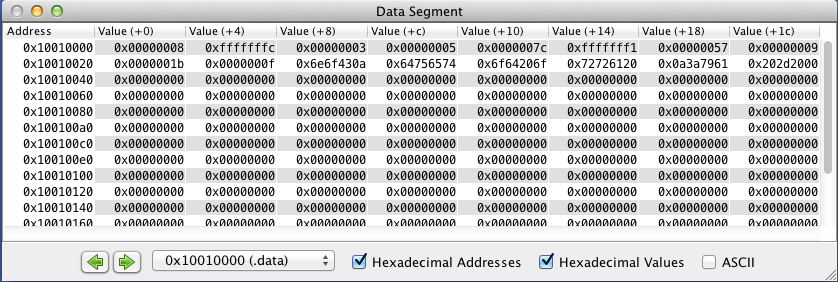 Data Segment
Address Value (+0) Value (+4) Value (+8) Value (+c) Value (+10) Value (+14) Value (+18) Value (+1c)
0x10010000 0x00000008 0xfffffffc 0x00000003 0x00000005 0x0000007c 0xfffffff1 0x00000057 0x00000009
0x10010020 0x0000001b 0x0000000f 0x6e6f430a 0x64756574 0x6f64206f 0x72726120 0x0a3a7961 0x202d2000
0x10010040 0x00000000 0x00000000 0x00000000 0x00000000 0x00000000 0x00000000 0x00000000 0x00000000
0x10010060 0x00000000 0x00000000 0x00000000 0x00000000 0x00000000 0x00000000 0x00000000 0x00000000
0x10010080 0x00000000 0x00000000 0x00000000 0x00000000 0x00000000 0x00000000 0x00000000 0x00000000
0x100100a0 0x00000000 0x00000000 0x00000000 0x00000000 0x00000000 0x00000000 0x00000000 0x00000000
0x100100c0 0x00000000 0x00000000 0x00000000 0x00000000 0x00000000 0x00000000 0x00000000 0x00000000
0x100100e0 0x00000000 0x00000000 0x00000000 0x00000000 0x00000000 0x00000000 0x00000000 0x00000000
0x10010100 0x00000000 0x00000000 0x00000000 0x00000000 0x00000000 0x00000000 0x00000000 0x00000000
0x10010120 0x00000000 0x00000000 0x00000000 0x00000000 0x00000000 0x00000000 0x00000000 0x00000000
0x10010140 0x00000000 0x00000000 0x00000000 0x00000000 0x00000000 0x00000000 0x00000000 0x00000000
0x10010160 0x00000000 0x00000000 0x00000000 0x00000000 0x00000000 0x00000000 0x00000000 0x00000000
0x10010000 (.data) Hexadecimal Addresses Hexadecimal Values ASCII